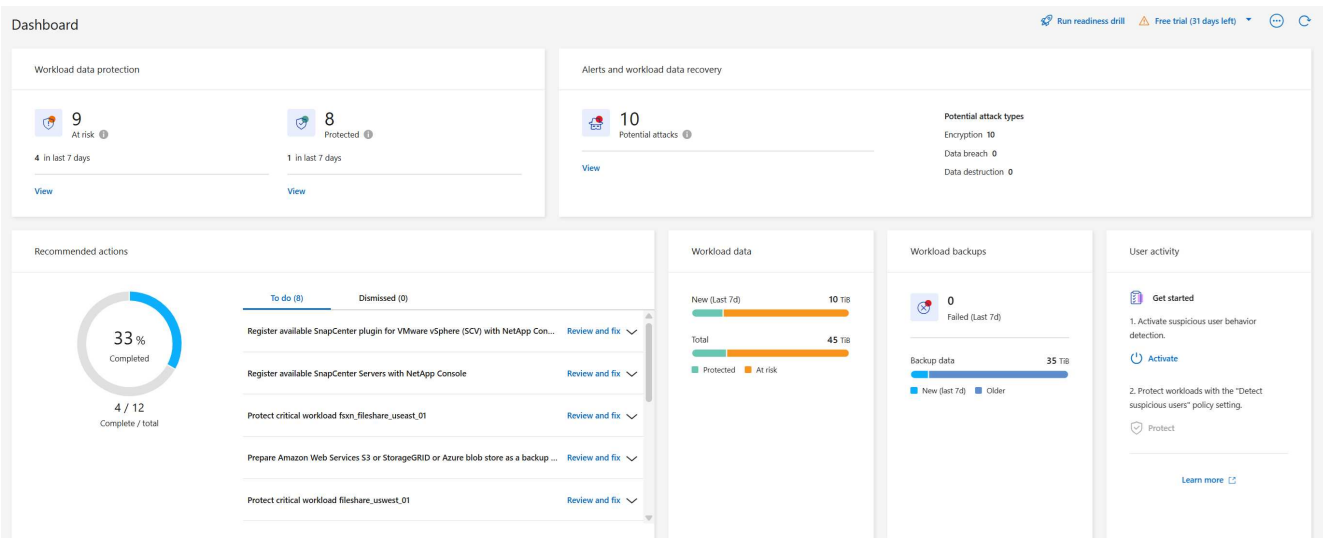 Dashboard
Run readiness drill
Free trial (31 days left)
Workload data protection
9
At risk
4 in last 7 days
View
8
Protected
1 in last 7 days
View
Alerts and workload data recovery
10
Potential attacks
View
Potential attack types
Encryption 10
Data breach 0
Data destruction 0
Recommended actions
33 %
Completed
4 / 12
Complete / total
To do (8)
Dismissed (0)
Register available SnapCenter plugin for VMware vSphere (SCV) with NetApp Con... Review and fix
Register available SnapCenter Servers with NetApp Console Review and fix
Protect critical workload fsxn_fileshare_useast_01 Review and fix
Prepare Amazon Web Services S3 or StorageGRID or Azure blob store as a backup ... Review and fix
Protect critical workload fileshare_uswest_01 Review and fix
Workload data
New (Last 7d) 10 TiB
Total 45 TiB
Protected At risk
Workload backups
0
Failed (Last 7d)
Backup data 35 TiB
New (last 7d) Older
User activity
Get started
1. Activate suspicious user behavior
detection.
Activate
2. Protect workloads with the "Detect
suspicious users" policy setting.
Protect
Learn more